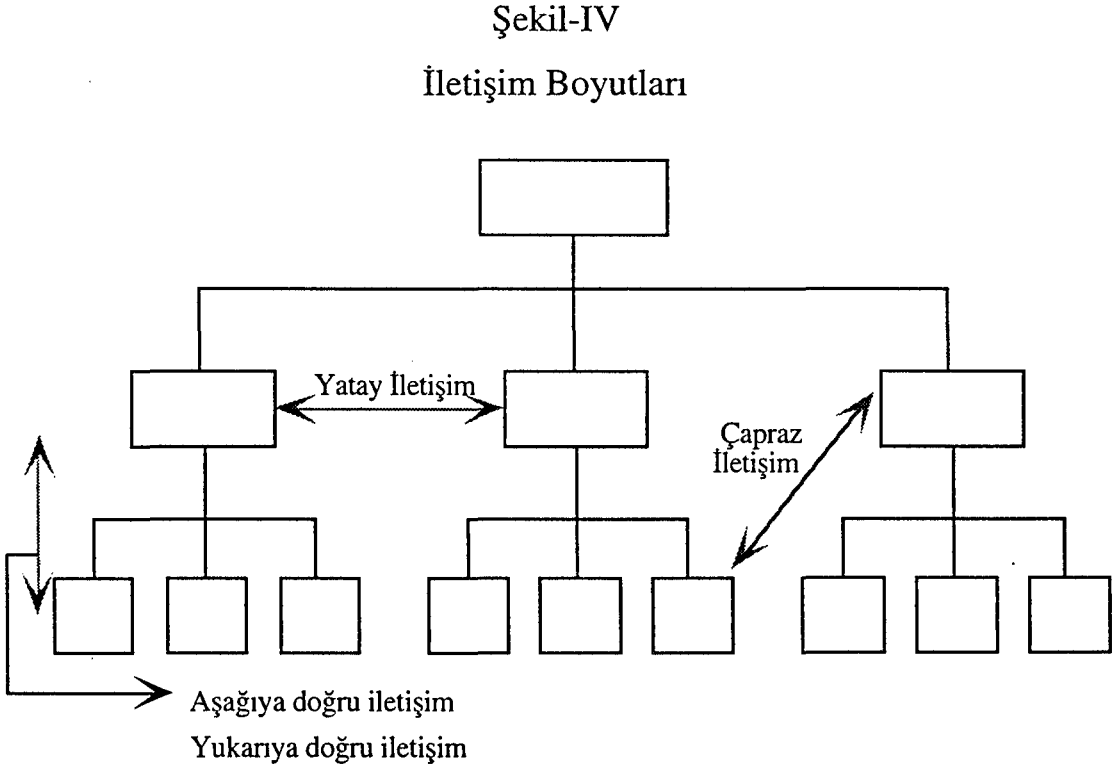 Şekil-IV
İletişim Boyutları
Yatay İletişim
Çapraz
İletişim
Aşağıya doğru iletişim
Yukarıya doğru iletişim